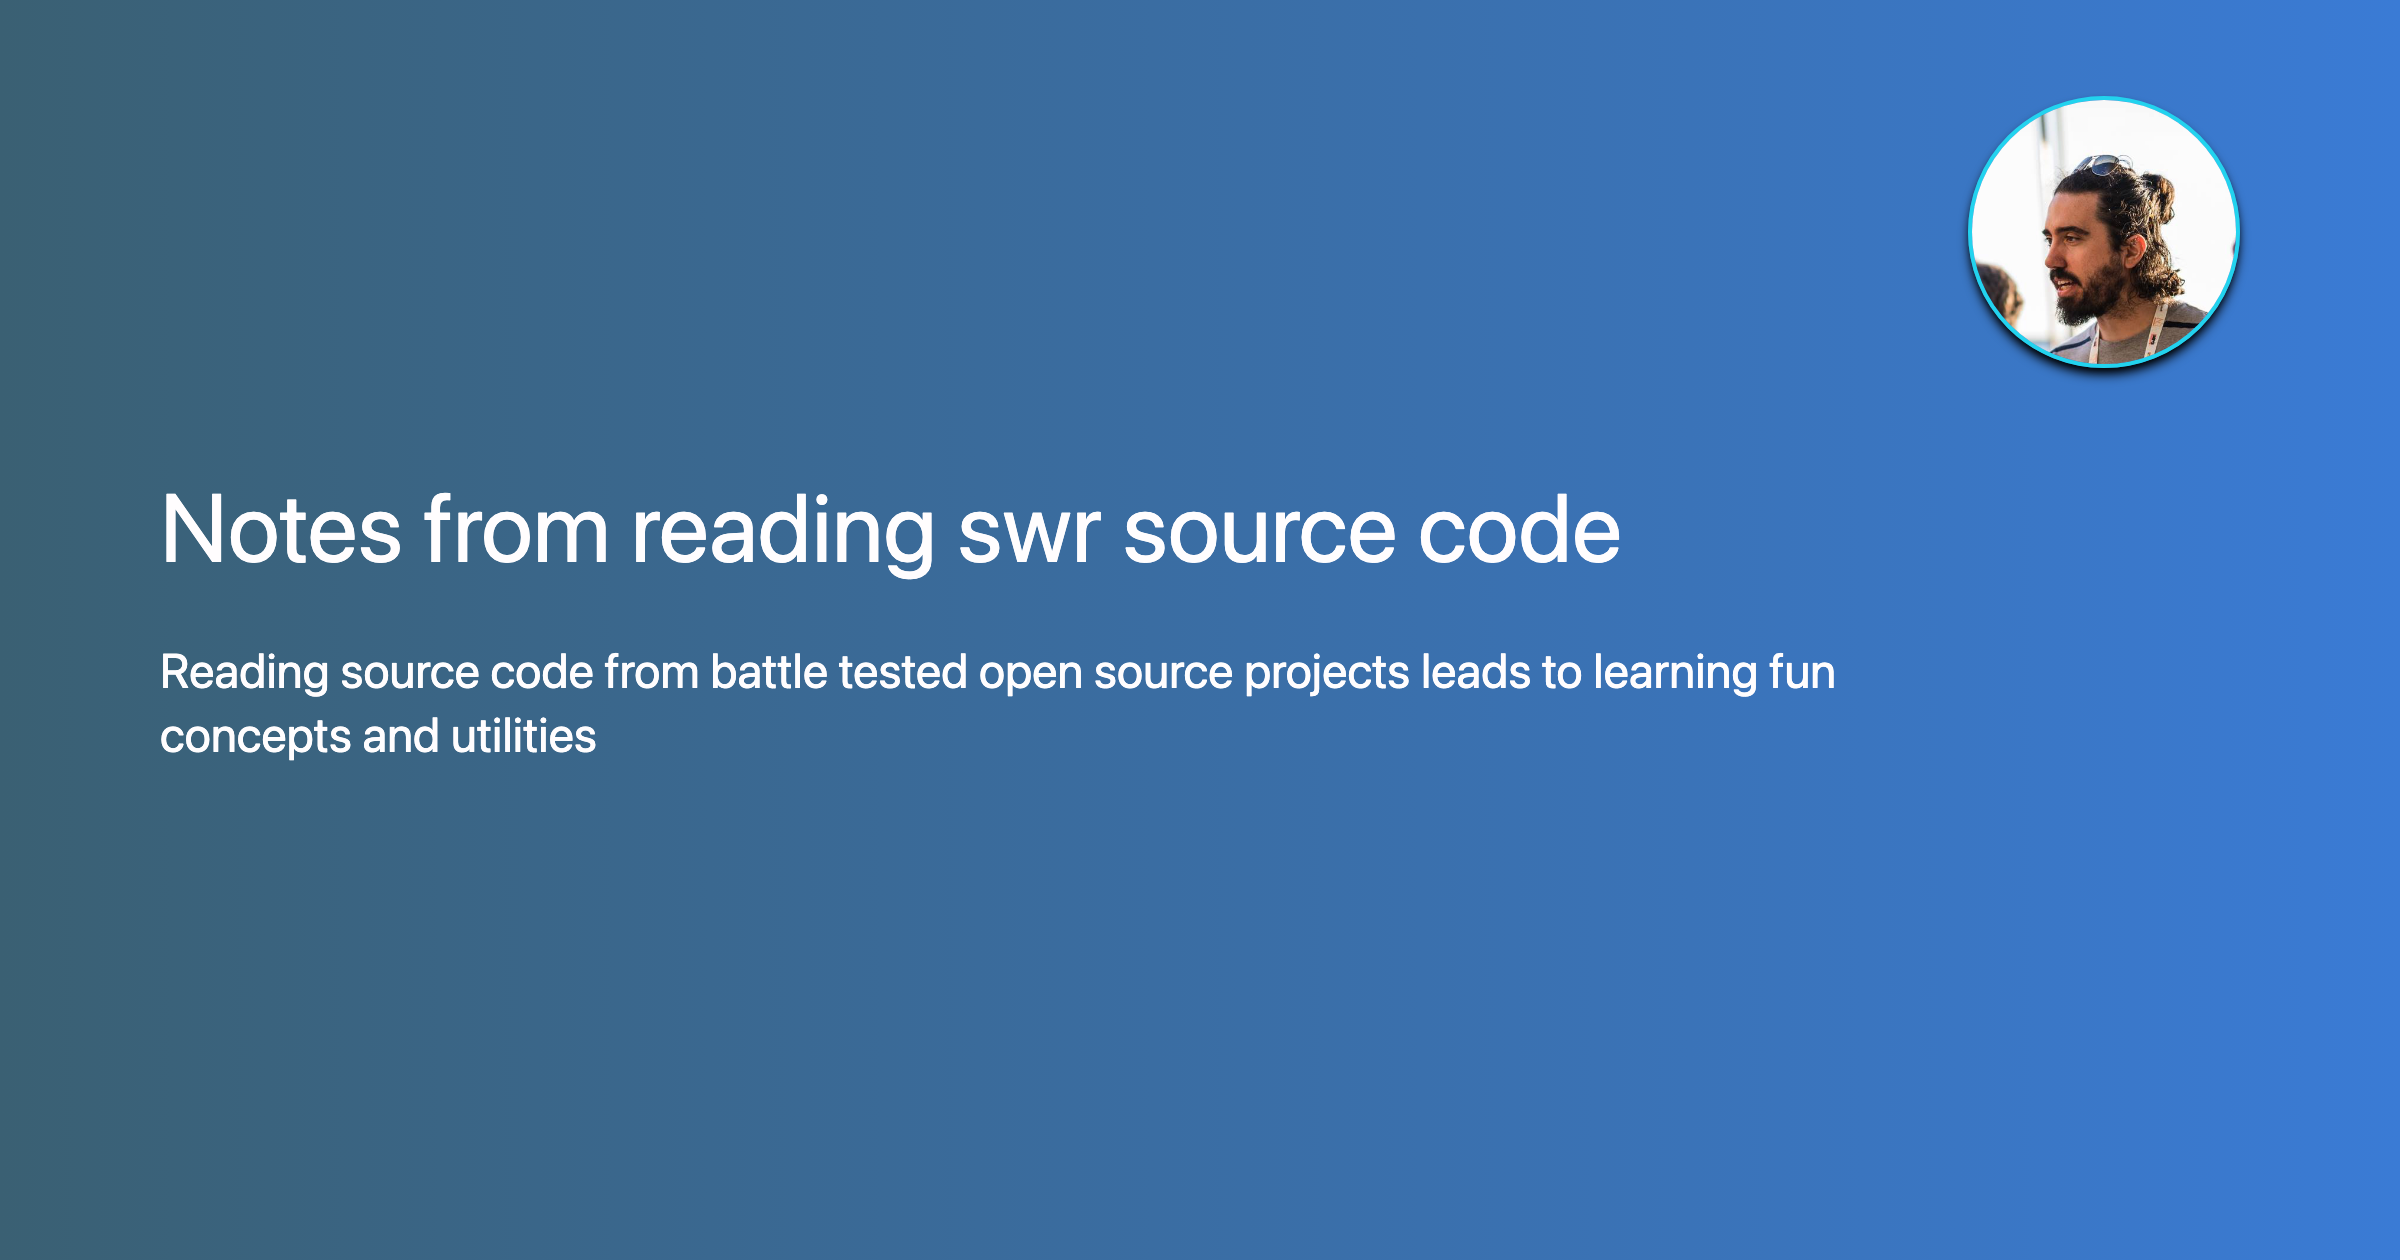 Notes from reading swr source code
Reading source code from battle tested open source projects leads to learning fun
concepts and utilities